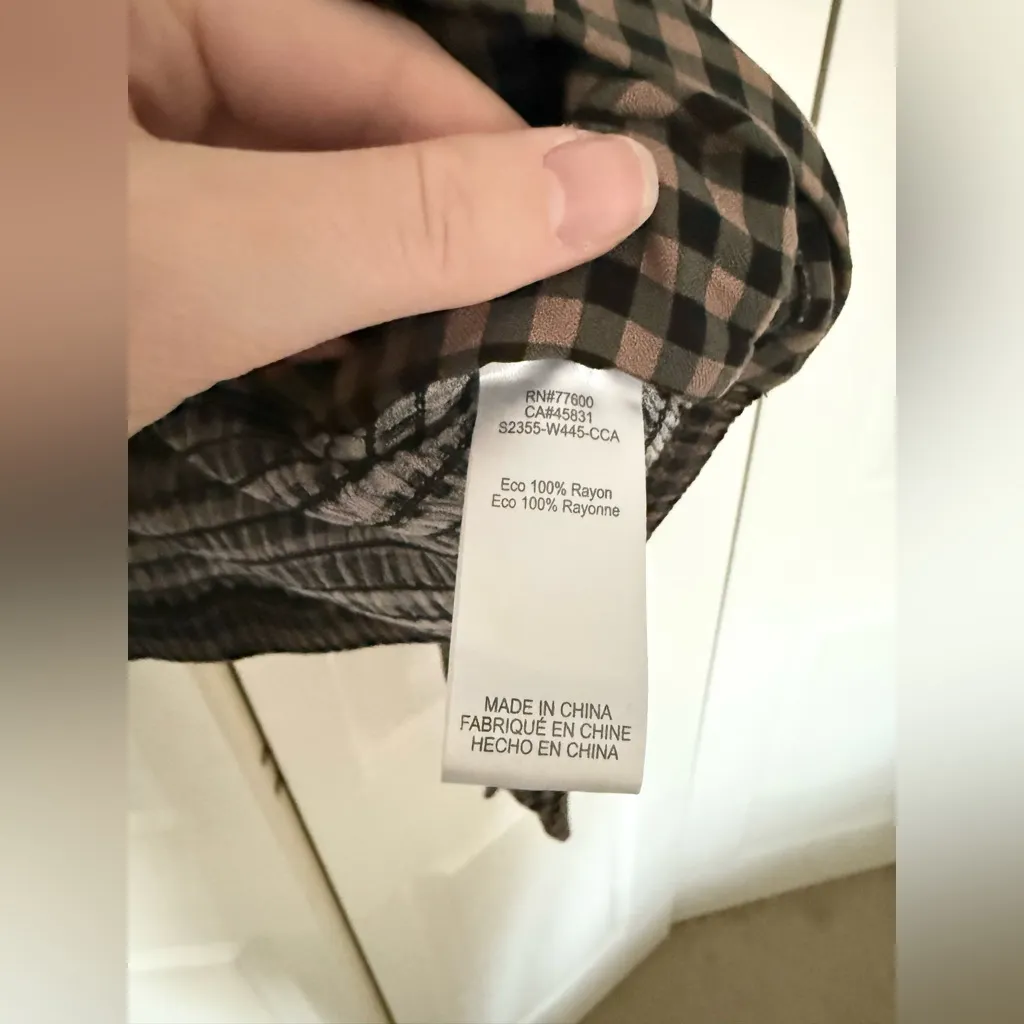 RN#77600
CA#45831
S2355-W445-CCA
Eco 100% Rayon
Eco 100% Rayonne
MADE IN CHINA
FABRIQUÉ EN CHINE
HECHO EN CHINA